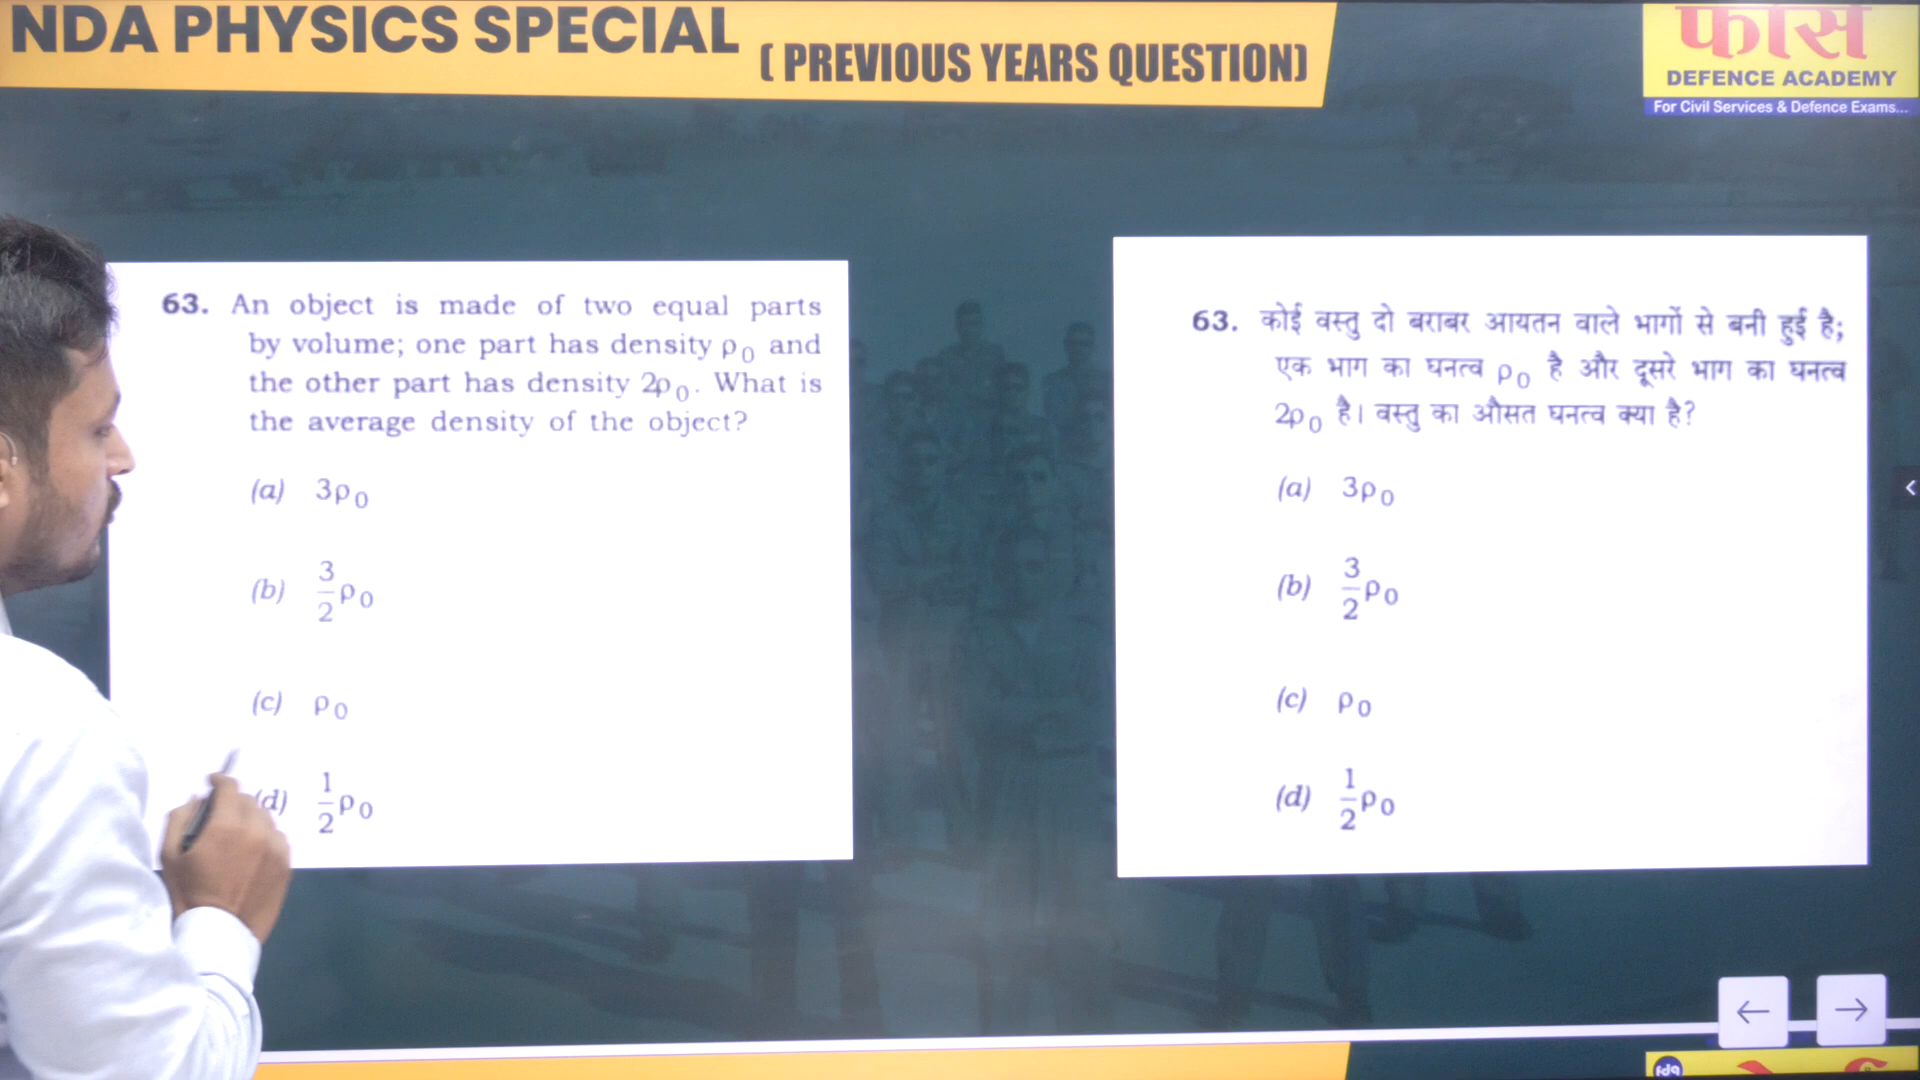 NDA PHYSICS SPECIAL
( PREVIOUS YEARS QUESTION)
फोर्स
DEFENCE ACADEMY
For Civil Services & Defence Exams...
63. An object is made of two equal parts
by volume; one part has density ρ₀ and
the other part has density 2ρ₀. What is
the average density of the object?
(a) 3ρ₀
(b) 3/2 ρ₀
(c) ρ₀
(d) 1/2 ρ₀
63. कोई वस्तु दो बराबर आयतन वाले भागों से बनी हुई है;
एक भाग का घनत्व ρ₀ है और दूसरे भाग का घनत्व
2ρ₀ है। वस्तु का औसत घनत्व क्या है?
(a) 3ρ₀
(b) 3/2 ρ₀
(c) ρ₀
(d) 1/2 ρ₀
fda